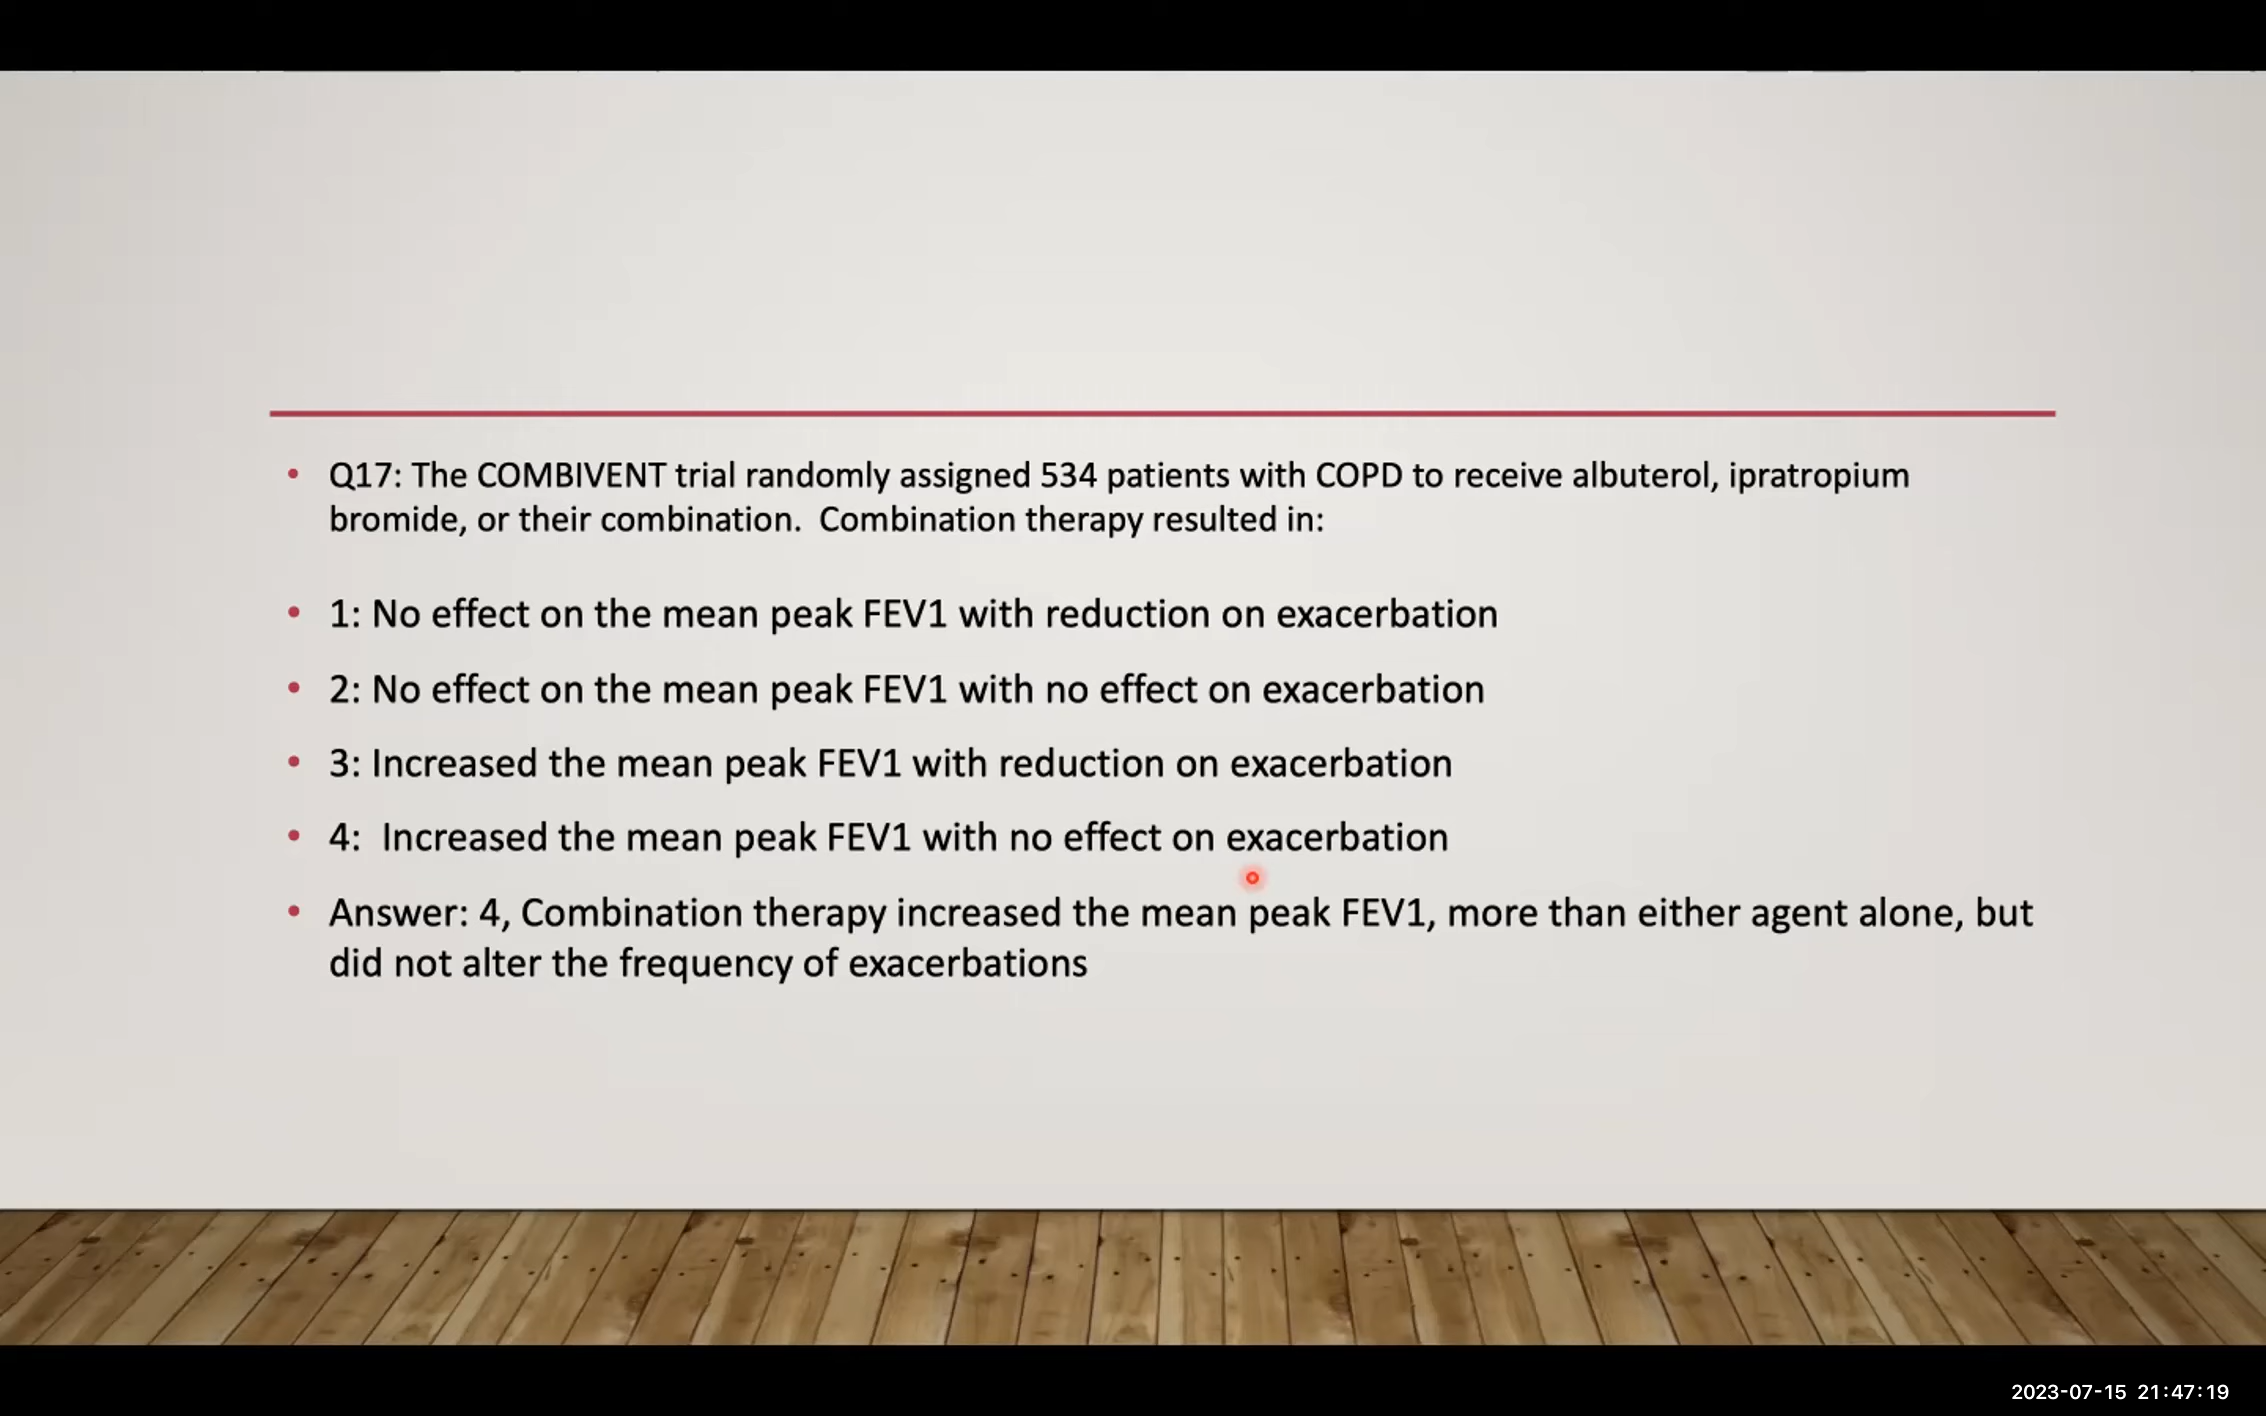 Q17: The COMBIVENT trial randomly assigned 534 patients with COPD to receive albuterol, ipratropium
bromide, or their combination.  Combination therapy resulted in:
1: No effect on the mean peak FEV1 with reduction on exacerbation
2: No effect on the mean peak FEV1 with no effect on exacerbation
3: Increased the mean peak FEV1 with reduction on exacerbation
4:  Increased the mean peak FEV1 with no effect on exacerbation
Answer: 4, Combination therapy increased the mean peak FEV1, more than either agent alone, but
did not alter the frequency of exacerbations
2023-07-15 21:47:19